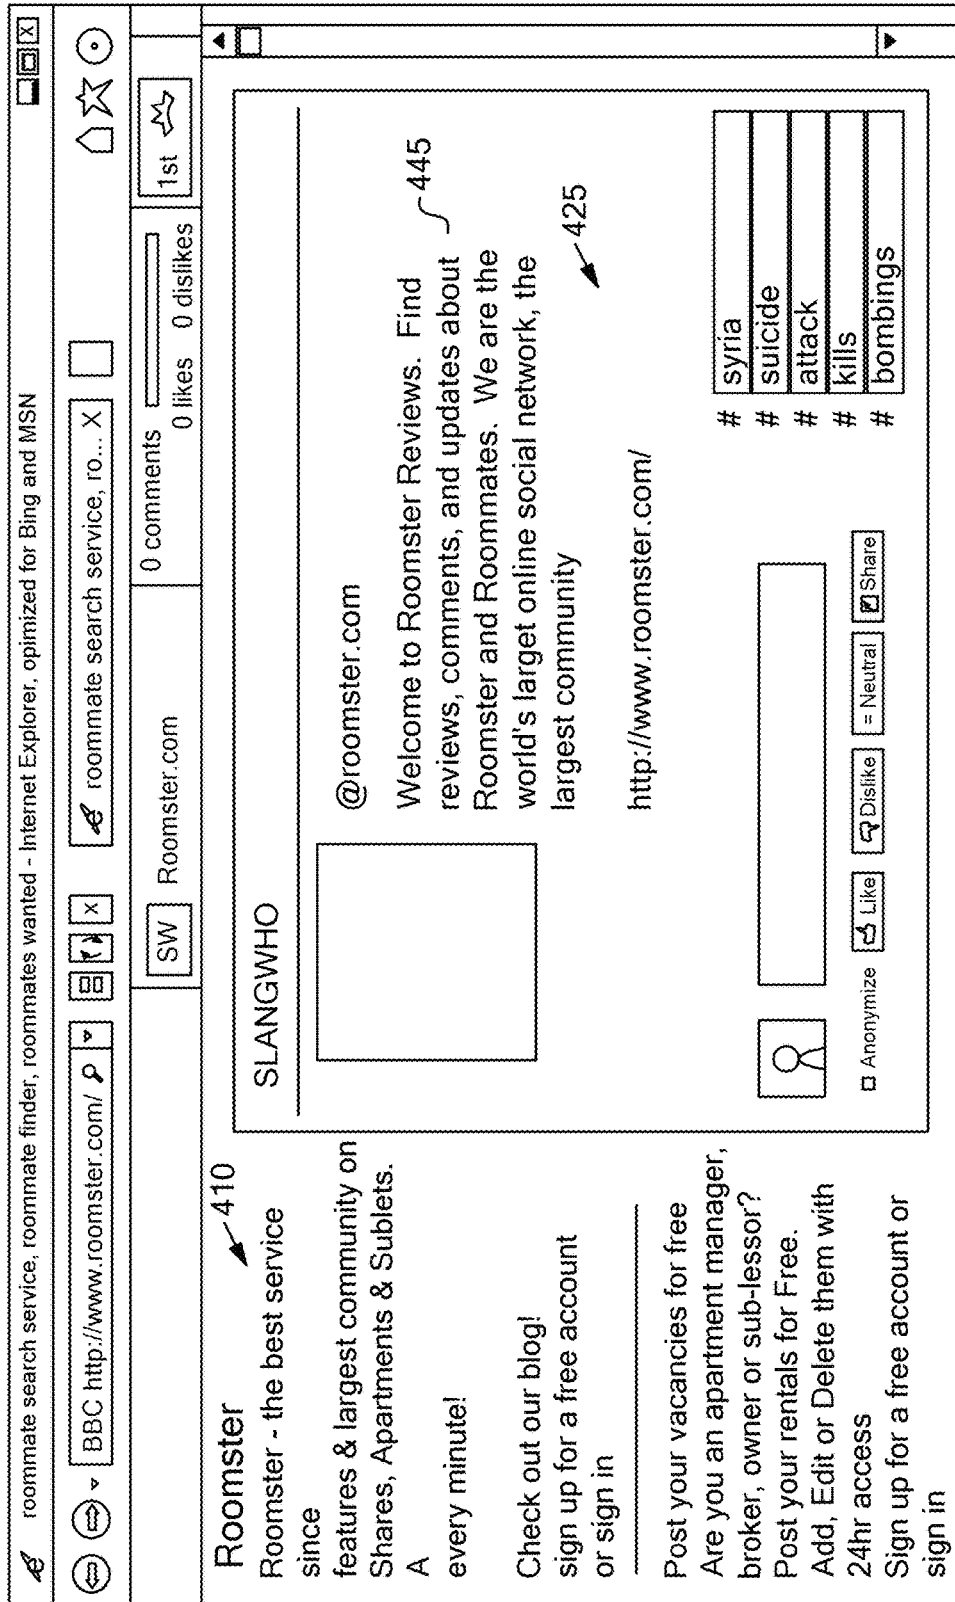 roommate search service, roommate finder, roommates wanted - Internet Explorer, opimized for Bing and MSN
X
BBC http://www.roomster.com/
X
roommate search service, ro... X
SW Roomster.com
0 comments
0 likes 0 dislikes
1st
Roomster
410
Roomster - the best service
since
features & largest community on
Shares, Apartments & Sublets.
A
every minute!
Check out our blog!
sign up for a free account
or sign in
Post your vacancies for free
Are you an apartment manager,
broker, owner or sub-lessor?
Post your rentals for Free.
Add, Edit or Delete them with
24hr access
Sign up for a free account or
sign in
SLANGWHO
@roomster.com
Welcome to Roomster Reviews. Find
reviews, comments, and updates about
Roomster and Roommates. We are the
world's larget online social network, the
largest community
445
425
http://www.roomster.com/
# syria
# suicide
# attack
# kills
# bombings
Anonymize Like Dislike = Neutral Share